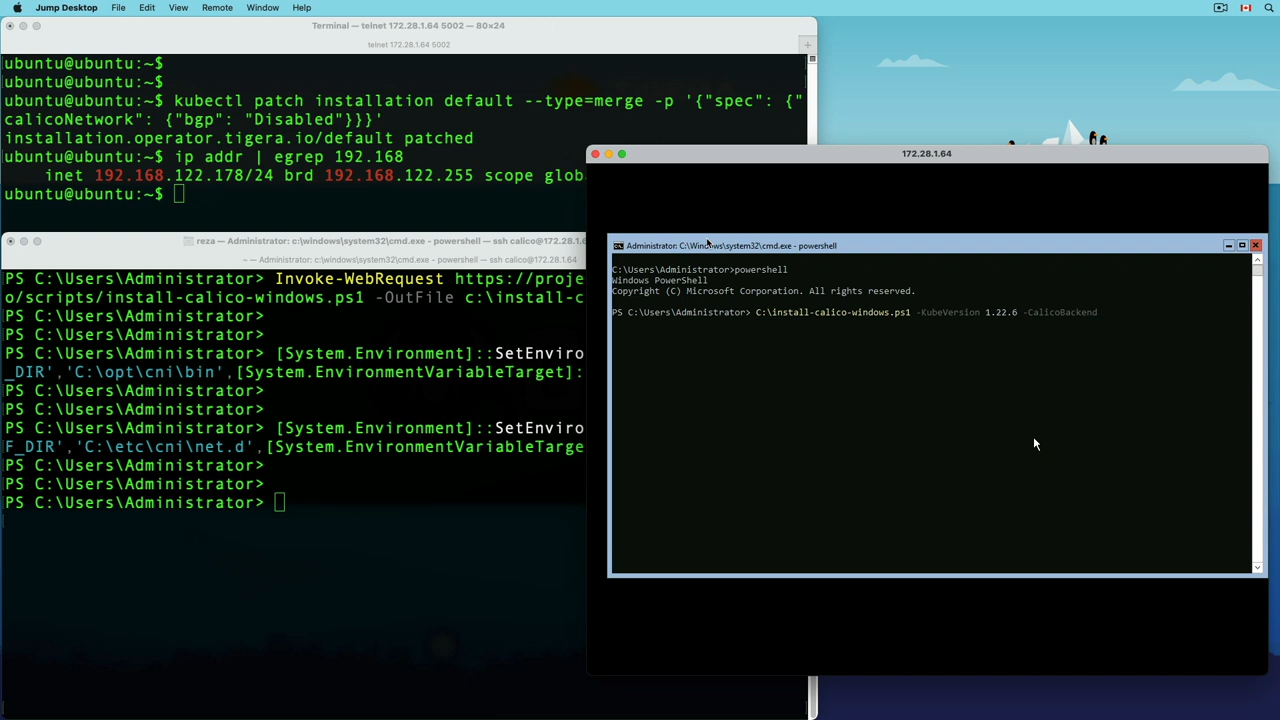 Jump Desktop File Edit View Remote Window Help
Terminal — telnet 172.28.1.64 5002 — 80×24
telnet 172.28.1.64 5002
ubuntu@ubuntu:~$
ubuntu@ubuntu:~$
ubuntu@ubuntu:~$ kubectl patch installation default --type=merge -p '{"spec": {"
calicoNetwork": {"bgp": "Disabled"}}}'
installation.operator.tigera.io/default patched
ubuntu@ubuntu:~$ ip addr | egrep 192.168
inet 192.168.122.178/24 brd 192.168.122.255 scope glob
ubuntu@ubuntu:~$
reza — Administrator: c:\windows\system32\cmd.exe - powershell — ssh calico@172.28.1.6
~ — Administrator: c:\windows\system32\cmd.exe - powershell — ssh calico@172.28.1.64
PS C:\Users\Administrator> Invoke-WebRequest https://proje
o/scripts/install-calico-windows.ps1 -OutFile c:\install-c
PS C:\Users\Administrator>
PS C:\Users\Administrator>
PS C:\Users\Administrator> [System.Environment]::SetEnviro
_DIR','C:\opt\cni\bin',[System.EnvironmentVariableTarget]:
PS C:\Users\Administrator>
PS C:\Users\Administrator>
PS C:\Users\Administrator> [System.Environment]::SetEnviro
F_DIR','C:\etc\cni\net.d',[System.EnvironmentVariableTarge
PS C:\Users\Administrator>
PS C:\Users\Administrator>
PS C:\Users\Administrator>
172.28.1.64
Administrator: C:\Windows\system32\cmd.exe - powershell
C:\Users\Administrator>powershell
Windows PowerShell
Copyright (C) Microsoft Corporation. All rights reserved.
PS C:\Users\Administrator> C:\install-calico-windows.ps1 -KubeVersion 1.22.6 -CalicoBackend